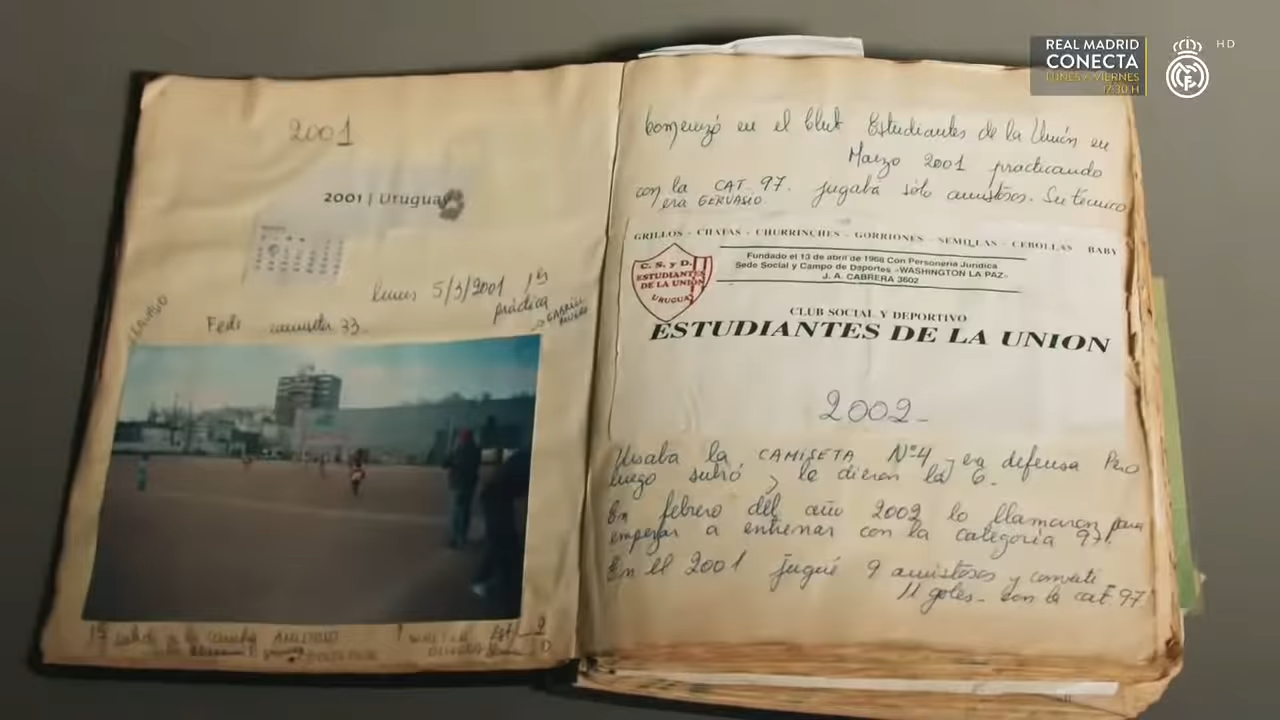 2001
2001 | Uruguay
lunes 5/3/2001 1ª
práctica
Fede camiseta 33
GERVASIO
Comenzó en el Club Estudiantes de la Unión en
Marzo 2001 practicando
con la CAT. 97. jugaba sólo amistosos. Su técnico
era GERVASIO.
GRILLOS - CHATAS - CHURRINCHES - GORRIONES - SEMILLAS - CEBOLLAS BABY
C. S. y D.
ESTUDIANTES
DE LA UNION
URUGUAY
Fundado el 13 de abril de 1968 Con Personería Jurídica
Sede Social y Campo de Deportes «WASHINGTON LA PAZ»
J. A. CABRERA 3602
CLUB SOCIAL Y DEPORTIVO
ESTUDIANTES DE LA UNION
2002-
Usaba la CAMISETA Nº4 y era defensa Pero
luego subió y le dieron la 6.
En febrero del año 2002 lo llamaron para
empezar a entrenar con la categoría 97.
En el 2001 jugué 9 amistosos y convertí
11 goles - con la cat. 97
REAL MADRID
CONECTA
LUNES A VIERNES
17:30 H
HD